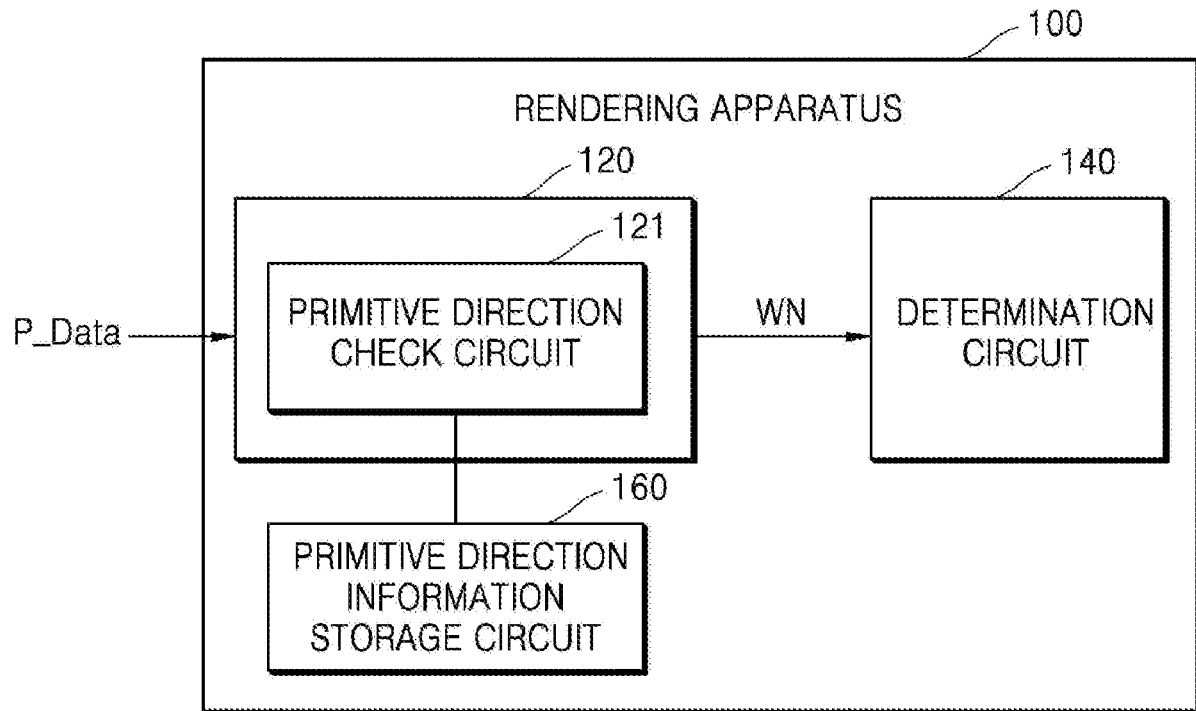 100
RENDERING APPARATUS
120
140
121
P_Data
PRIMITIVE DIRECTION
CHECK CIRCUIT
WN
DETERMINATION
CIRCUIT
160
PRIMITIVE DIRECTION
INFORMATION
STORAGE CIRCUIT